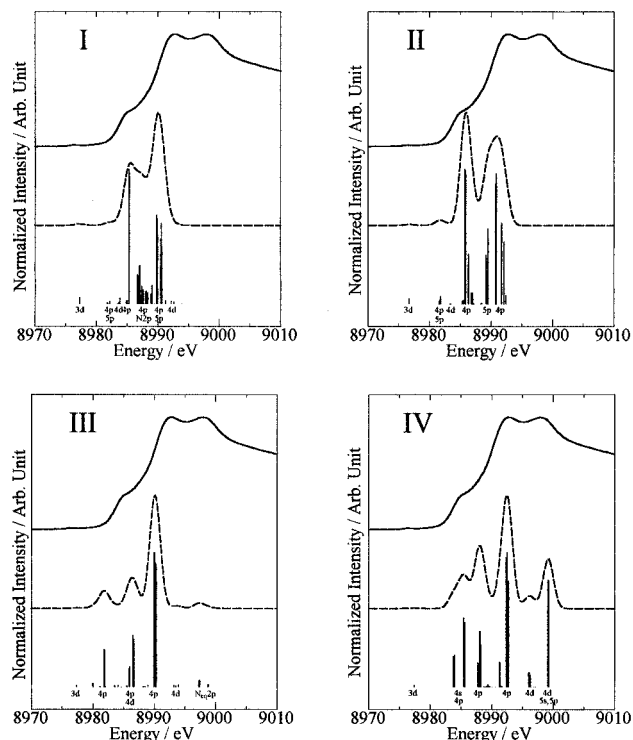 I
Normalized Intensity / Arb. Unit
3d 4p 4d 4p 4p 4p 4d
5p N2p 5p
8970 8980 8990 9000 9010
Energy / eV
II
Normalized Intensity / Arb. Unit
3d 4p 4d 4p 5p 4p
5p
8970 8980 8990 9000 9010
Energy / eV
III
Normalized Intensity / Arb. Unit
3d 4p 4p 4p 4d Neq2p
4d
8970 8980 8990 9000 9010
Energy / eV
IV
Normalized Intensity / Arb. Unit
3d 4s 4p 4p 4d 4d
4p 5s,5p
8970 8980 8990 9000 9010
Energy / eV